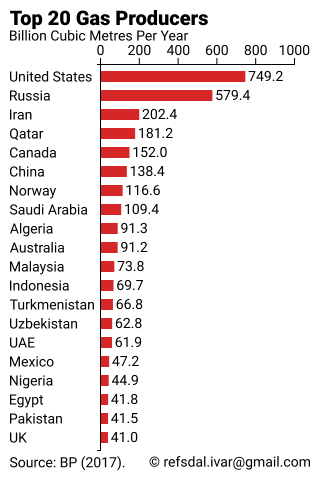 Top 20 Gas Producers
Billion Cubic Metres Per Year
0 200 400 600 800 1000
United States 749.2
Russia 579.4
Iran 202.4
Qatar 181.2
Canada 152.0
China 138.4
Norway 116.6
Saudi Arabia 109.4
Algeria 91.3
Australia 91.2
Malaysia 73.8
Indonesia 69.7
Turkmenistan 66.8
Uzbekistan 62.8
UAE 61.9
Mexico 47.2
Nigeria 44.9
Egypt 41.8
Pakistan 41.5
UK 41.0
Source: BP (2017). © refsdal.ivar@gmail.com